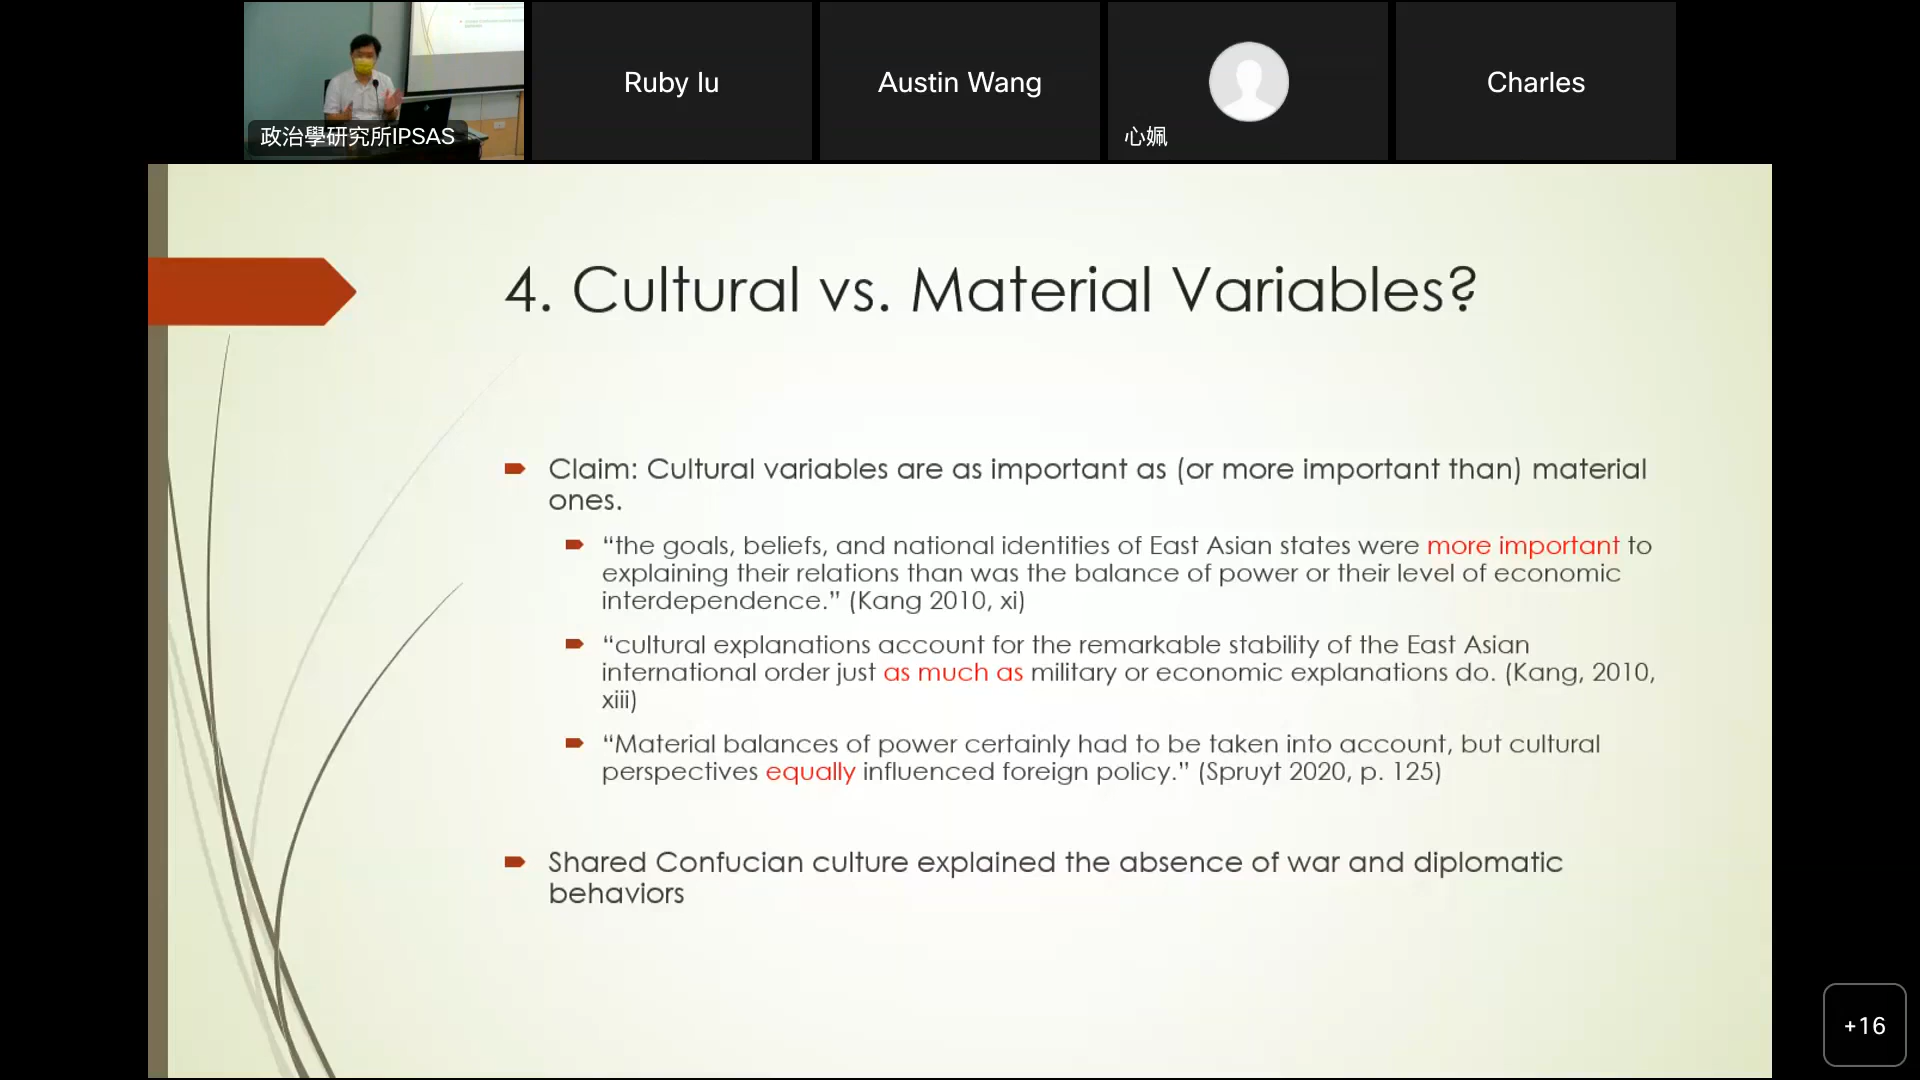 政治學研究所IPSAS
Ruby lu
Austin Wang
心姵
Charles
4. Cultural vs. Material Variables?
Claim: Cultural variables are as important as (or more important than) material
ones.
“the goals, beliefs, and national identities of East Asian states were more important to
explaining their relations than was the balance of power or their level of economic
interdependence.” (Kang 2010, xi)
“cultural explanations account for the remarkable stability of the East Asian
international order just as much as military or economic explanations do. (Kang, 2010,
xiii)
“Material balances of power certainly had to be taken into account, but cultural
perspectives equally influenced foreign policy.” (Spruyt 2020, p. 125)
Shared Confucian culture explained the absence of war and diplomatic
behaviors
+16